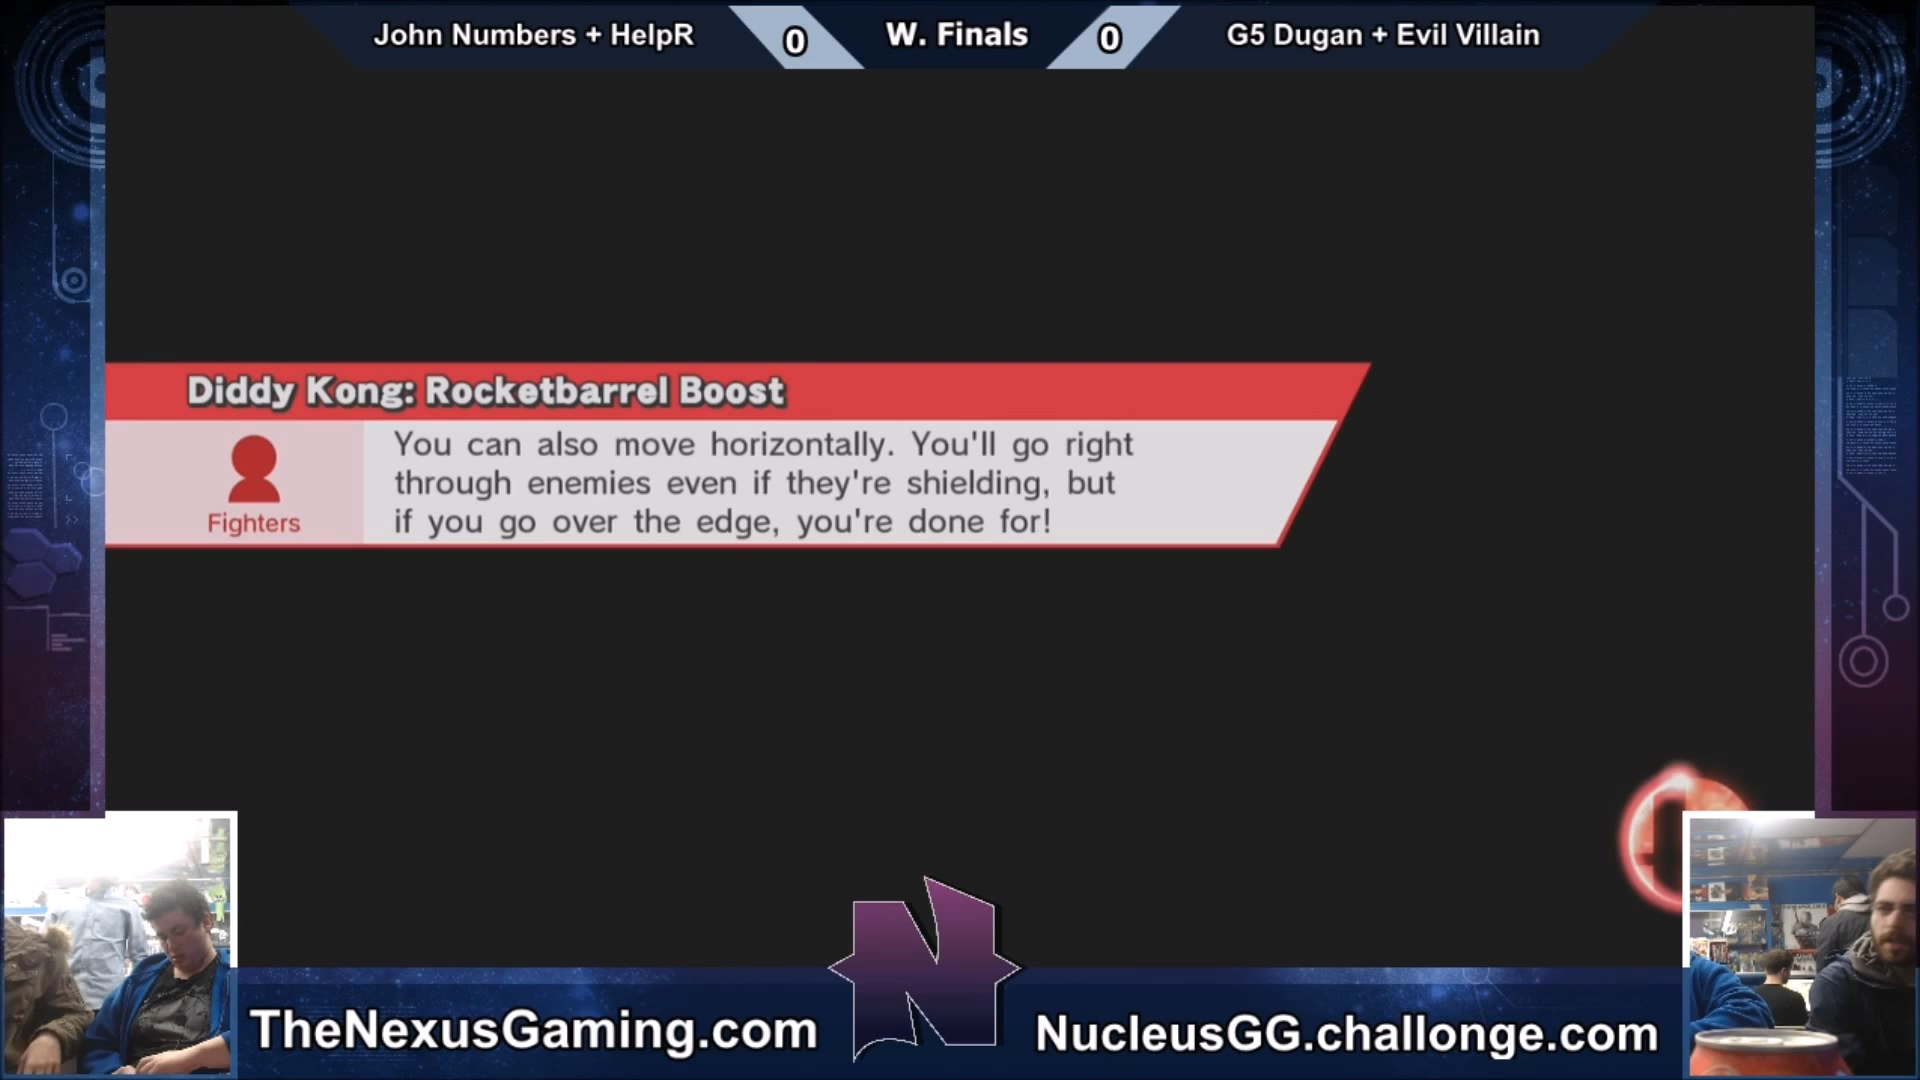 John Numbers + HelpR 0 W. Finals 0 G5 Dugan + Evil Villain
Diddy Kong: Rocketbarrel Boost
You can also move horizontally. You'll go right
through enemies even if they're shielding, but
if you go over the edge, you're done for!
Fighters
N
TheNexusGaming.com
NucleusGG.challonge.com